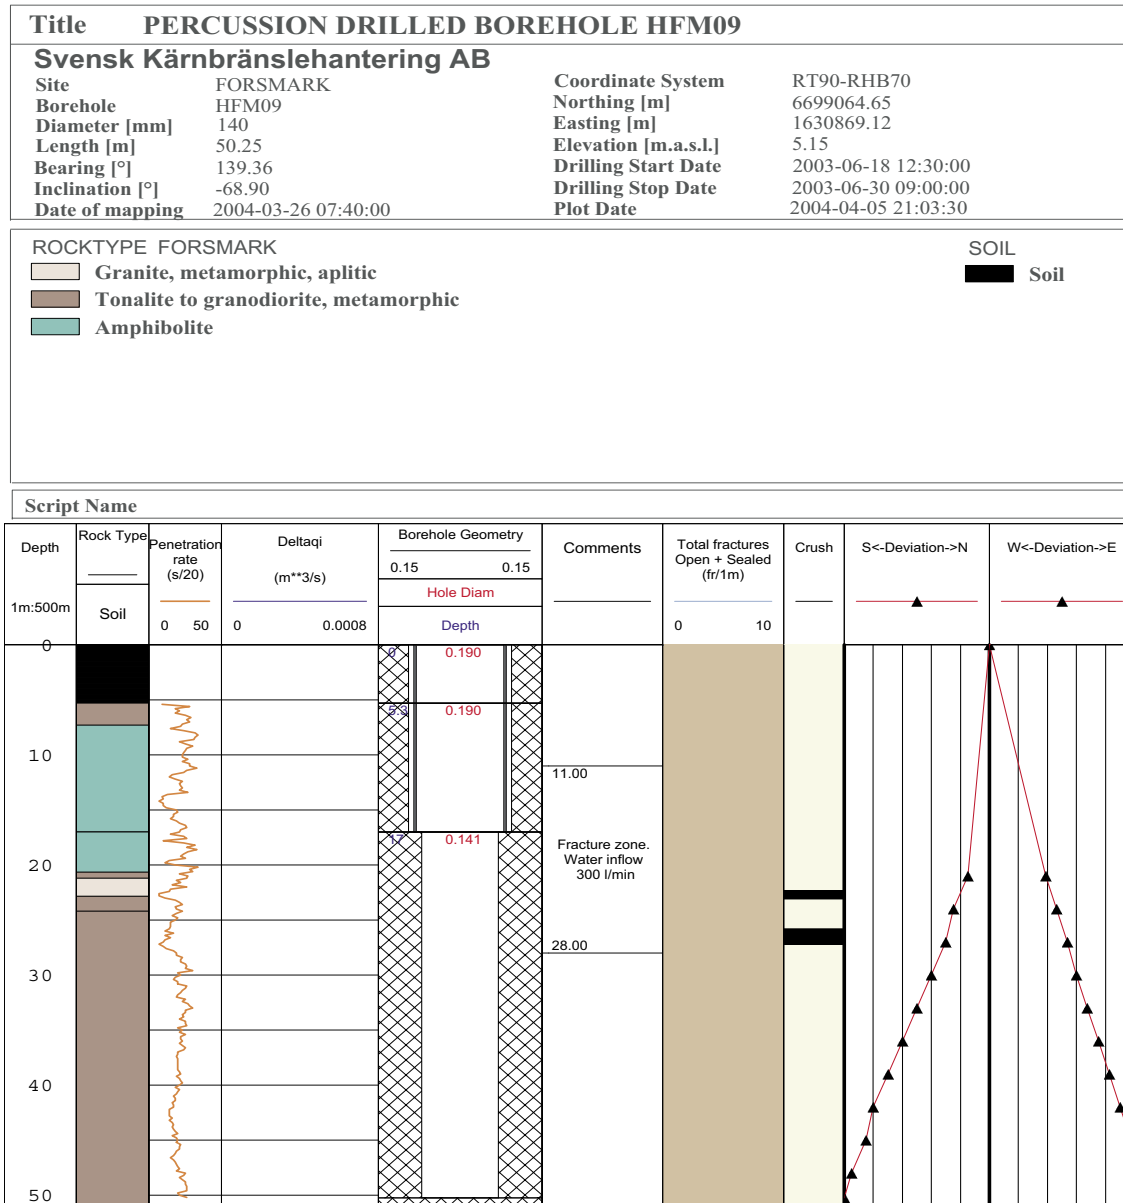 Title PERCUSSION DRILLED BOREHOLE HFM09
Svensk Kärnbränslehantering AB
Site FORSMARK
Borehole HFM09
Diameter [mm] 140
Length [m] 50.25
Bearing [°] 139.36
Inclination [°] -68.90
Date of mapping 2004-03-26 07:40:00
Coordinate System RT90-RHB70
Northing [m] 6699064.65
Easting [m] 1630869.12
Elevation [m.a.s.l.] 5.15
Drilling Start Date 2003-06-18 12:30:00
Drilling Stop Date 2003-06-30 09:00:00
Plot Date 2004-04-05 21:03:30
ROCKTYPE FORSMARK
Granite, metamorphic, aplitic
Tonalite to granodiorite, metamorphic
Amphibolite
SOIL
Soil
Script Name
Depth
1m:500m
Rock Type
Soil
Penetration
rate
(s/20)
0 50
Deltaqi
(m**3/s)
0 0.0008
Borehole Geometry
0.15 0.15
Hole Diam
Depth
Comments
Total fractures
Open + Sealed
(fr/1m)
0 10
Crush
S<-Deviation->N
W<-Deviation->E
0
10
20
30
40
50
0 0.190
5.3 0.190
17 0.141
11.00
Fracture zone.
Water inflow
300 l/min
28.00